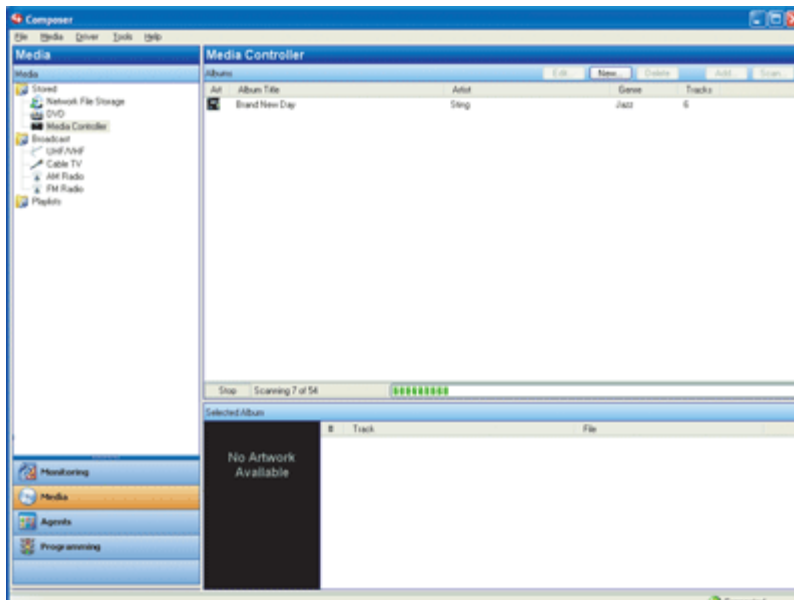 Composer
File Media Driver Tools Help
Media
Media
Stored
Network File Storage
DVD
Media Controller
Broadcast
UHF/VHF
Cable TV
AM Radio
FM Radio
Playlists
Monitoring
Media
Agents
Programming
Media Controller
Albums Edit... New... Delete Add... Scan...
Art Album Title Artist Genre Tracks
Brand New Day Sting Jazz 6
Stop Scanning 7 of 54
Selected Album
No Artwork
Available
# Track File